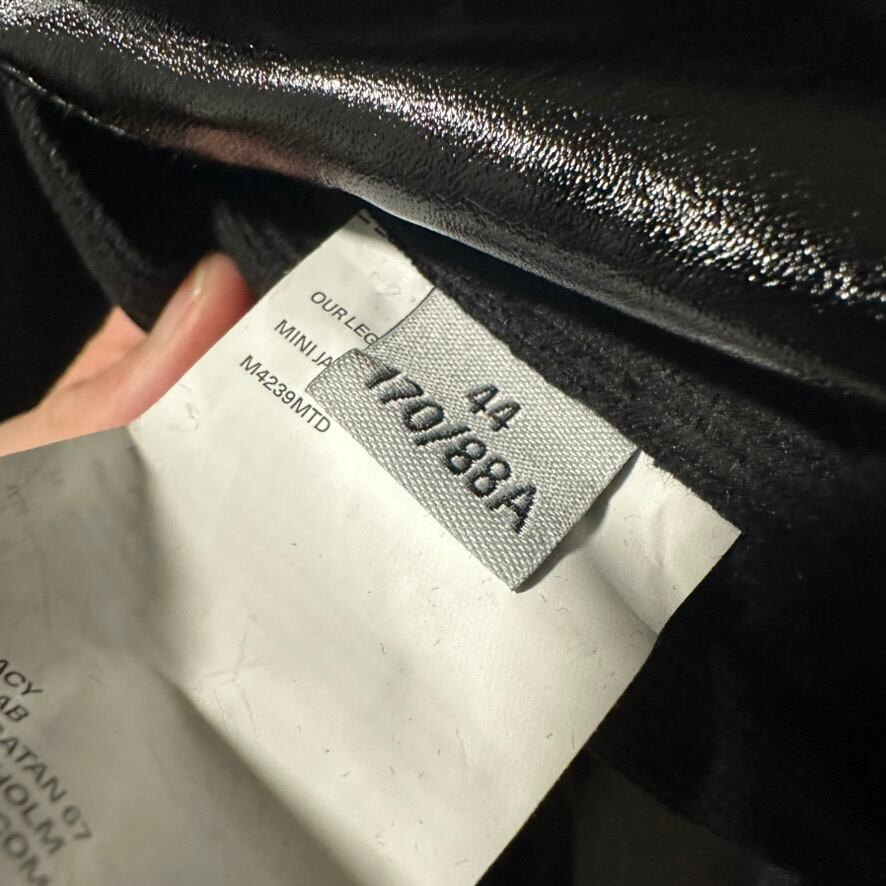 OUR LEG
MINI JA
M4239MTD
44
170/88A
ACY
AB
ATAN 67
HOLM
COM